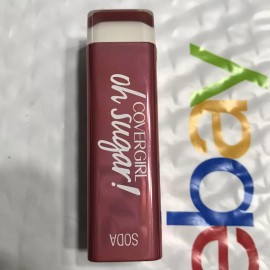 COVERGIRL
oh sugar!
SODA
ebay